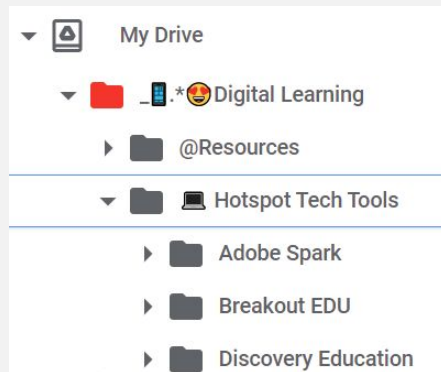 My Drive
_📱.*😍Digital Learning
@Resources
💻 Hotspot Tech Tools
Adobe Spark
Breakout EDU
Discovery Education